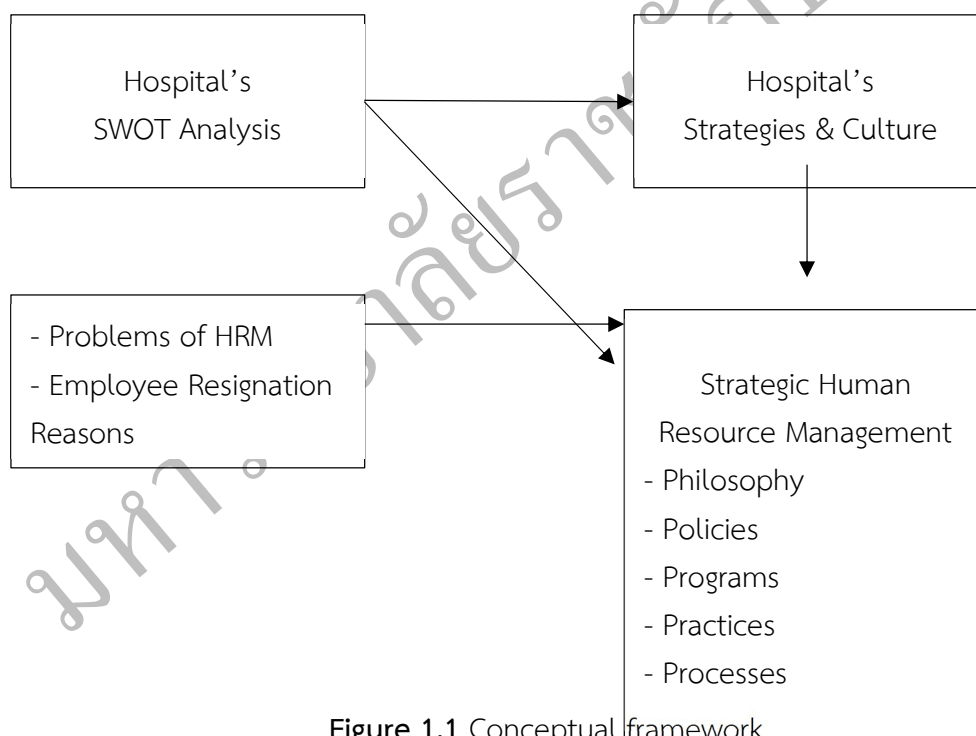 Hospital's
SWOT Analysis
Hospital's
Strategies & Culture
- Problems of HRM
- Employee Resignation
Reasons
Strategic Human
Resource Management
- Philosophy
- Policies
- Programs
- Practices
- Processes
Figure 1.1 Conceptual framework